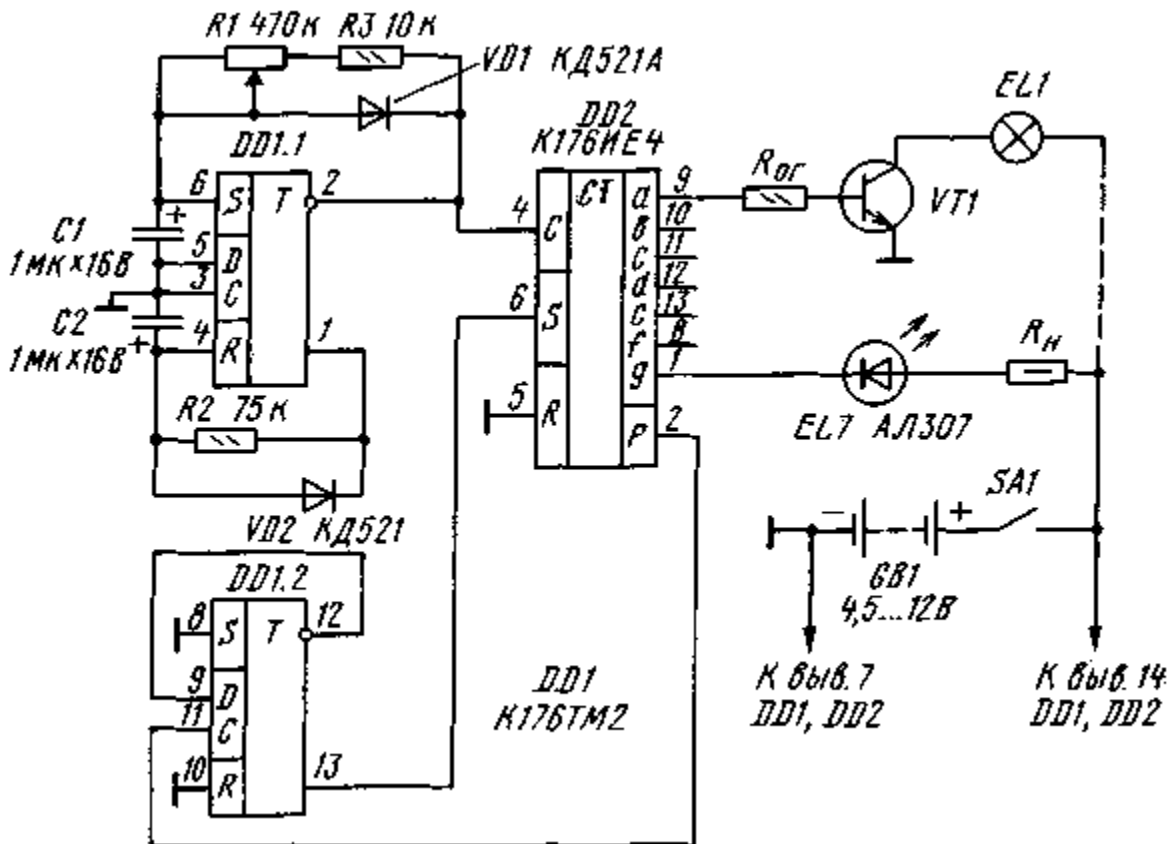 R1 470к R3 10к
VD1 КД521А
DD1.1
6 S T 2
C1
1мк×16В
+
5 D
3 C
C2
1мк×16В
+
4 R 1
R2 75к
VD2 КД521
DD1.2
8 S T 12
9 D
11 C
10 R 13
DD2
К176ИЕ4
4 C CT a 9
в 10
c 11
6 S d 12
c 13
f 8
g 1
5 R P 2
Rог
VT1
EL1
EL7 АЛ307
Rн
SA1
− +
GB1
4,5...12В
К выв.7
DD1, DD2
К выв.14
DD1, DD2
DD1
К176ТМ2